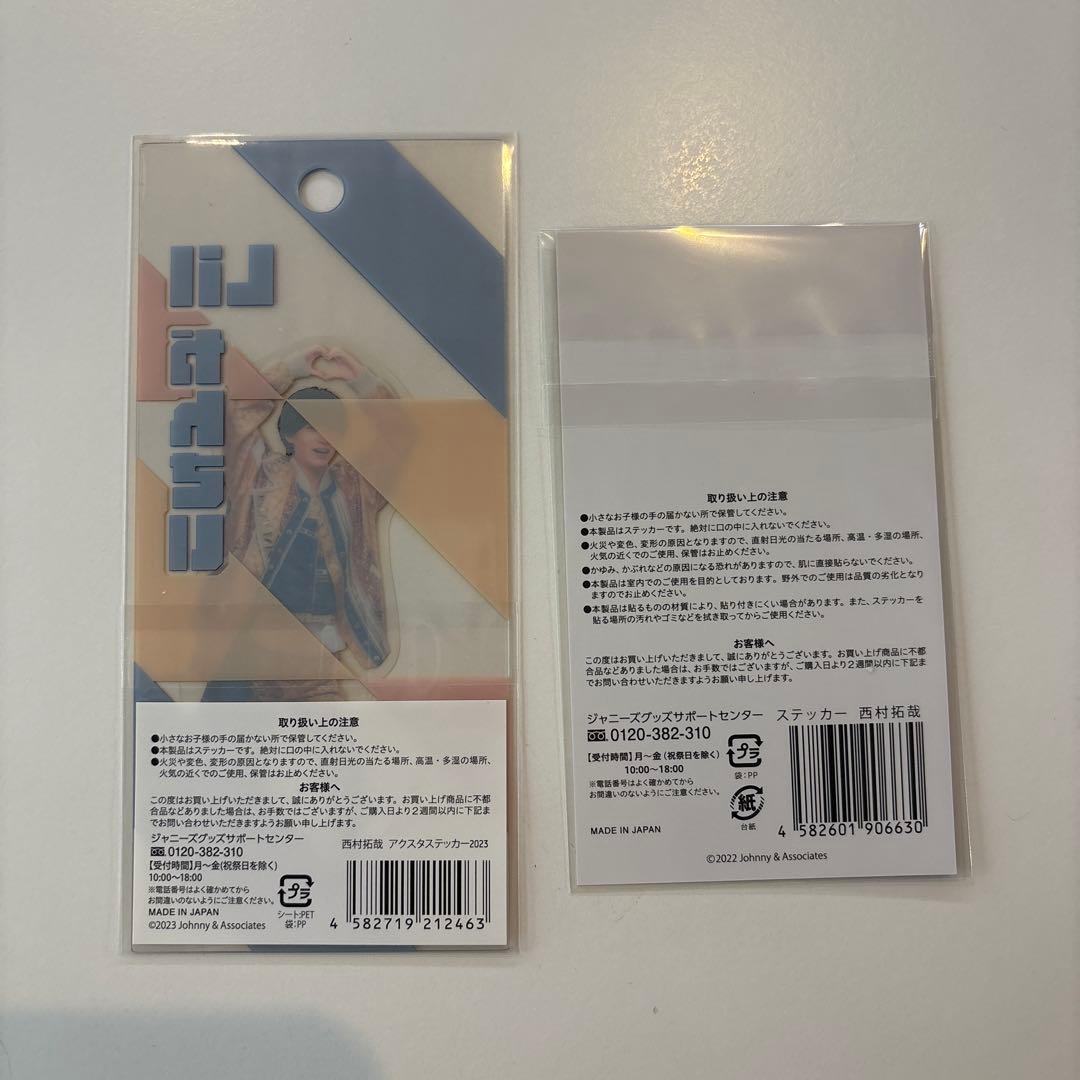 取り扱い上の注意
●小さなお子様の手の届かない所で保管してください。
●本製品はステッカーです。絶対に口の中に入れないでください。
●火災や変色、変形の原因となりますので、直射日光の当たる場所、高温・多湿の場所、
火気の近くでのご使用、保管はお止めください。
お客様へ
この度はお買い上げいただきまして、誠にありがとうございます。お買い上げ商品に不都
合品などありました場合は、お手数ではございますが、ご購入日より2週間以内に下記ま
でお問い合わせいただきますようお願い申し上げます。
ジャニーズグッズサポートセンター
0120-382-310
【受付時間】月〜金(祝祭日を除く)
10:00〜18:00
※電話番号はよく確かめてから
お間違いのないようにご注意ください。
MADE IN JAPAN
©2023 Johnny & Associates
西村拓哉 アクスタステッカー2023
プラ
シート:PET
袋:PP
4 582719 212463
取り扱い上の注意
●小さなお子様の手の届かない所で保管してください。
●本製品はステッカーです。絶対に口の中に入れないでください。
●火災や変色、変形の原因となりますので、直射日光の当たる場所、高温・多湿の場所、
火気の近くでのご使用、保管はお止めください。
●かゆみ、かぶれなどの原因になる恐れがありますので、肌に直接貼らないでください。
●本製品は室内でのご使用を目的としております。野外でのご使用は品質の劣化となり
ますのでお止めください。
●本製品は貼るものの材質により、貼り付きにくい場合があります。また、ステッカーを
貼る場所の汚れやゴミなどを拭き取ってからご使用ください。
お客様へ
この度はお買い上げいただきまして、誠にありがとうございます。お買い上げ商品に不都
合品などありました場合は、お手数ではございますが、ご購入日より2週間以内に下記ま
でお問い合わせいただきますようお願い申し上げます。
ジャニーズグッズサポートセンター
0120-382-310
【受付時間】月〜金(祝祭日を除く)
10:00〜18:00
※電話番号はよく確かめてから
お間違いのないようにご注意ください。
MADE IN JAPAN
ステッカー 西村拓哉
プラ
袋:PP
紙
台紙
4 582601 906630
©2022 Johnny & Associates